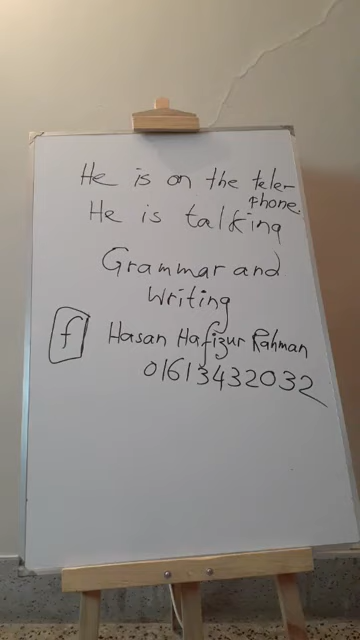 He is on the tele-
phone.
He is talking
Grammar and
Writing
f Hasan Hafizur Rahman
01613432032